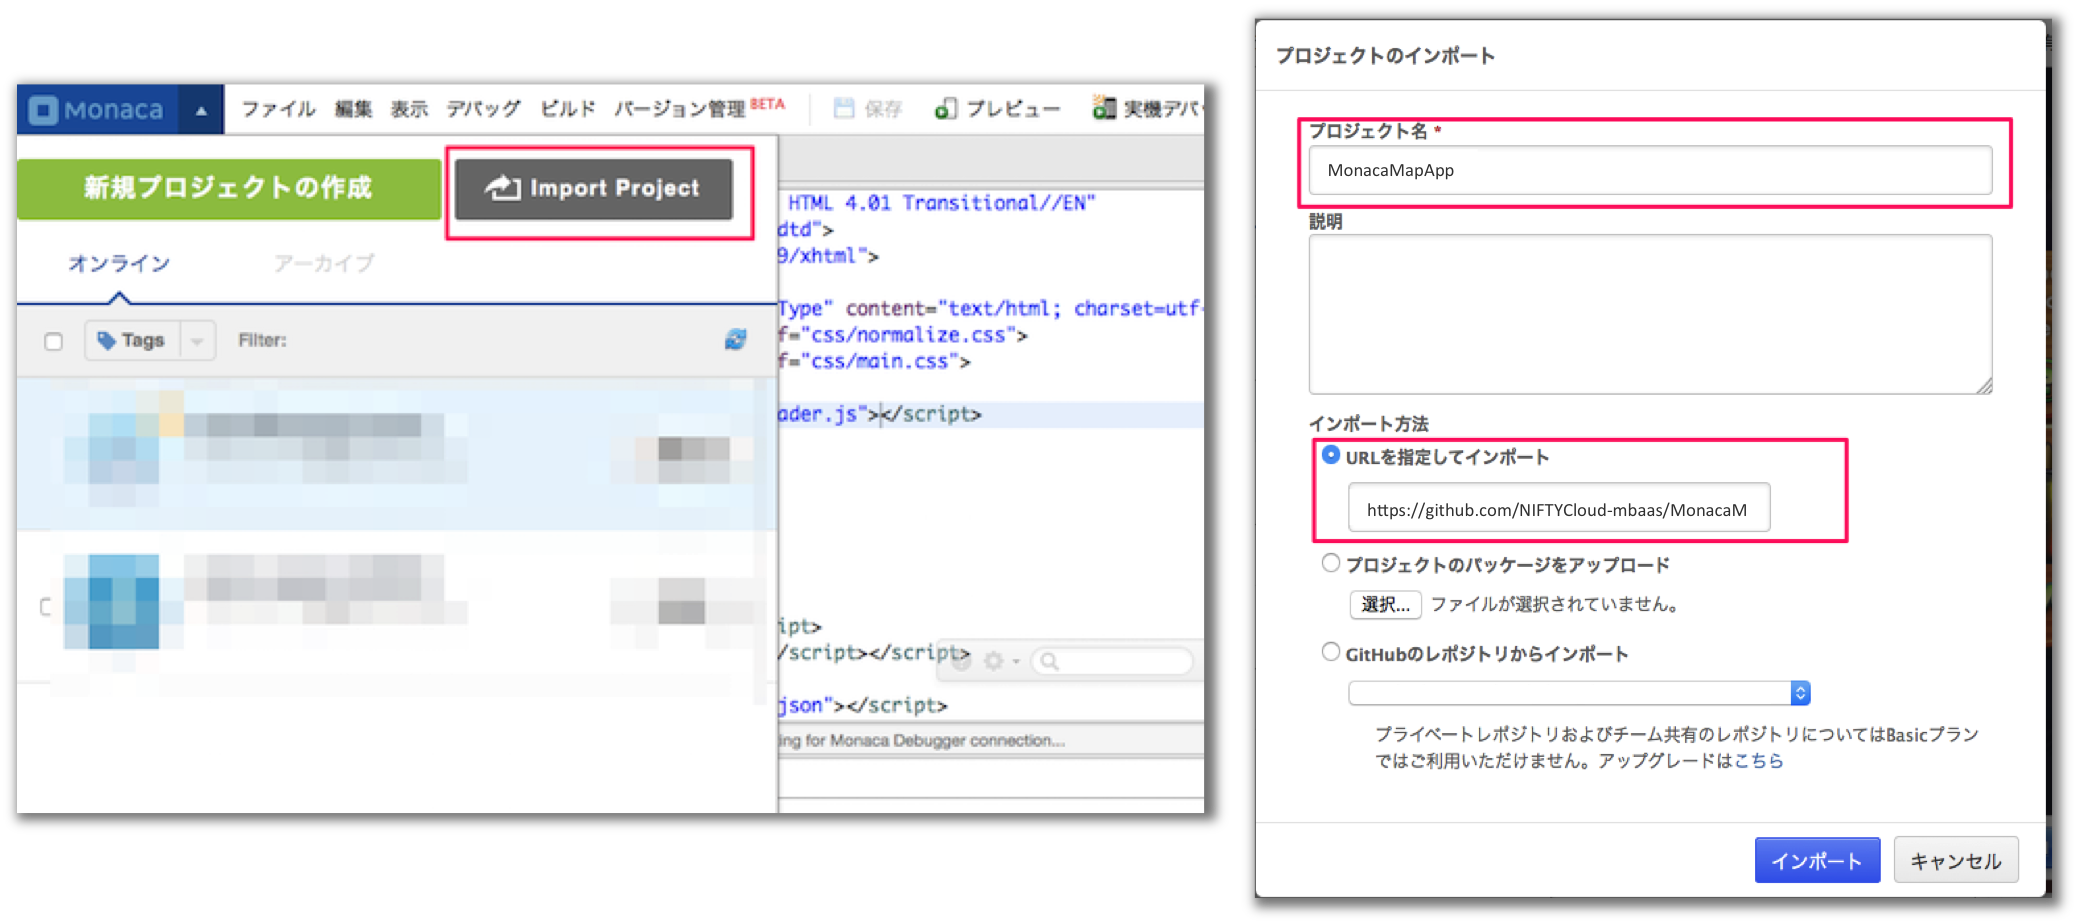 Monaca ▲ ファイル 編集 表示 デバッグ ビルド バージョン管理 BETA 保存 プレビュー 実機デバ
新規プロジェクトの作成 Import Project
オンライン アーカイブ
Tags Filter:
HTML 4.01 Transitional//EN"
dtd">
9/xhtml">
Type" content="text/html; charset=utf-
f="css/normalize.css">
f="css/main.css">
ader.js"></script>
ipt>
/script></script>
json"></script>
ing for Monaca Debugger connection...
プロジェクトのインポート
プロジェクト名 *
MonacaMapApp
説明
インポート方法
URLを指定してインポート
https://github.com/NIFTYCloud-mbaas/MonacaM
プロジェクトのパッケージをアップロード
選択... ファイルが選択されていません。
GitHubのレポジトリからインポート
プライベートレポジトリおよびチーム共有のレポジトリについてはBasicプラン
ではご利用いただけません。アップグレードはこちら
インポート キャンセル